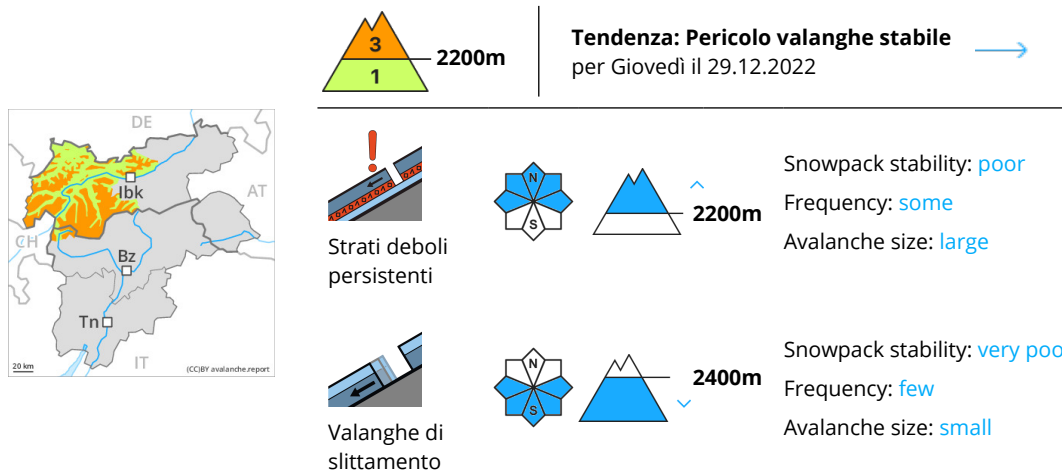 3
1
2200m
Tendenza: Pericolo valanghe stabile
per Giovedì il 29.12.2022
DE
Ibk
AT
CH
Bz
Tn
IT
20 km
(CC)BY avalanche.report
Strati deboli
persistenti
N
S
2200m
Snowpack stability: poor
Frequency: some
Avalanche size: large
Valanghe di
slittamento
N
S
2400m
Snowpack stability: very poo
Frequency: few
Avalanche size: small